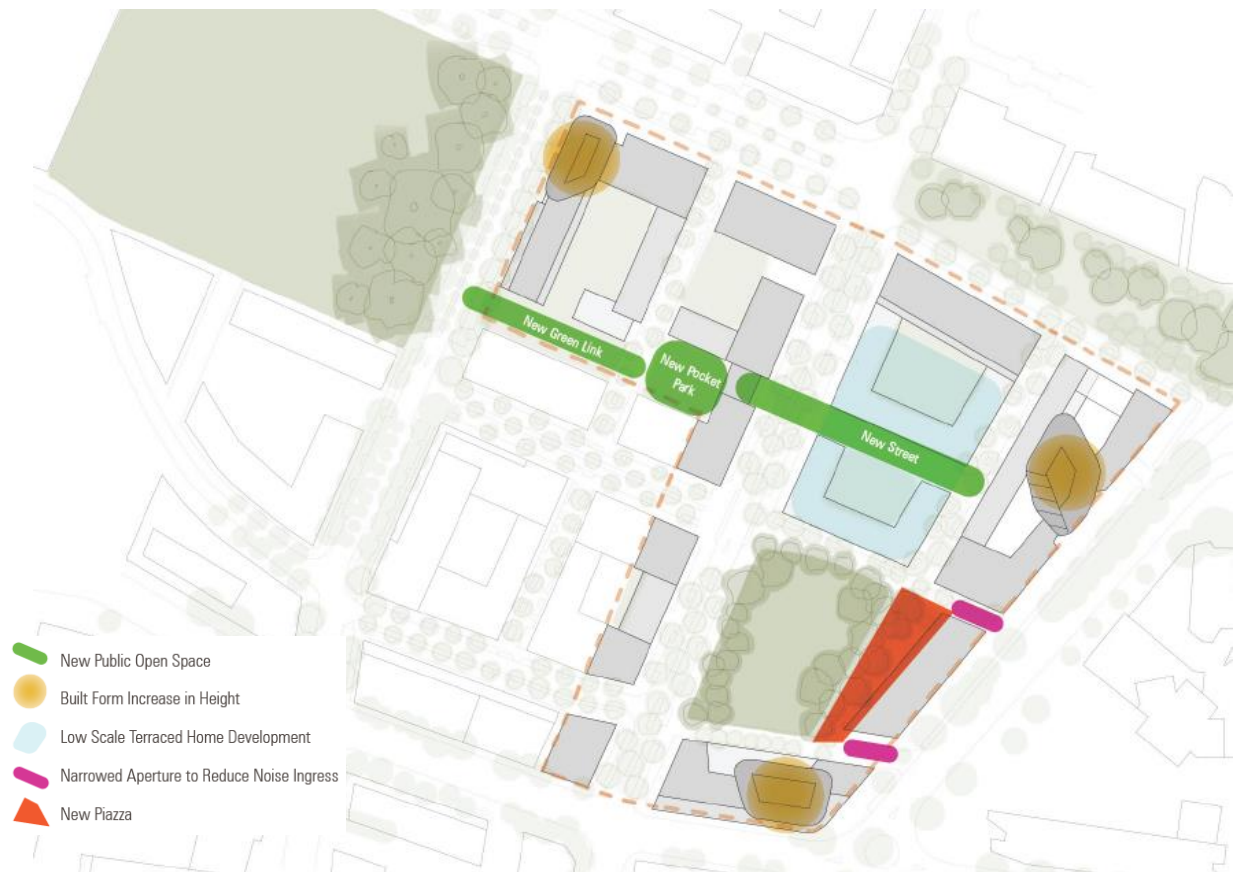 New Green Link
New Pocket
Park
New Street
New Public Open Space
Built Form Increase in Height
Low Scale Terraced Home Development
Narrowed Aperture to Reduce Noise Ingress
New Piazza